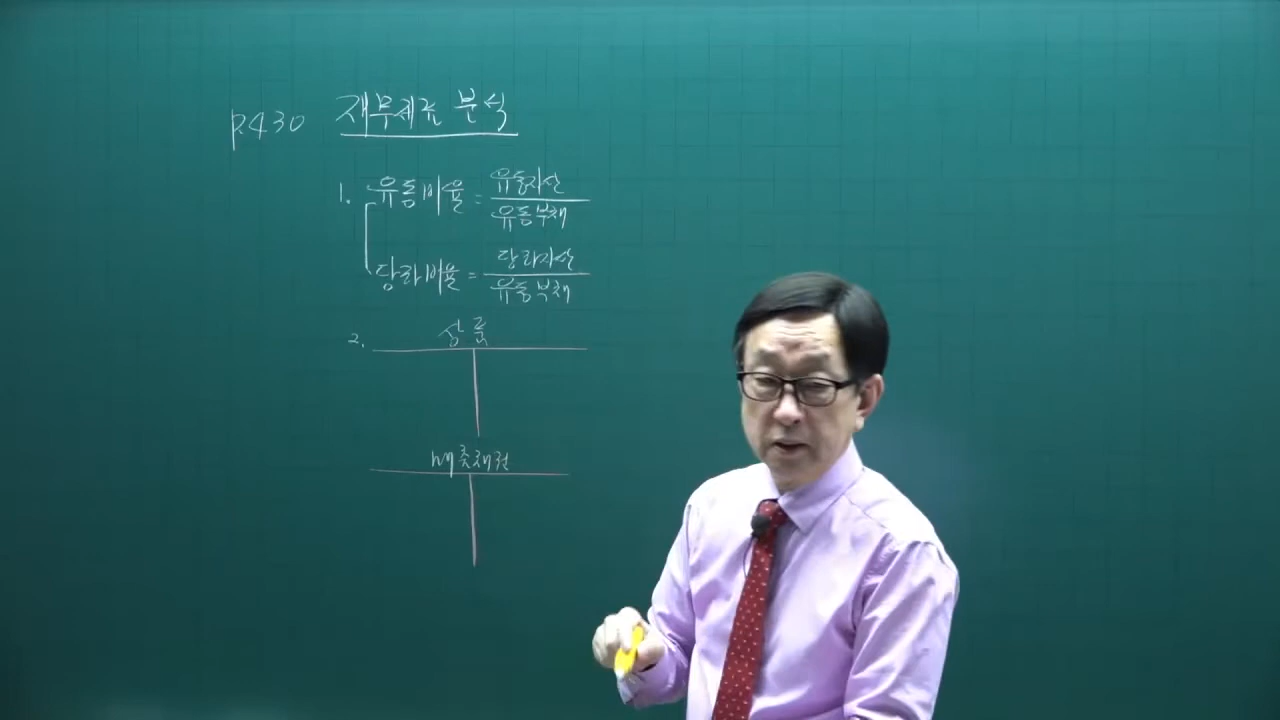 P.430 재무제표 분석
1. 유동비율 = 유동자산
유동부채
당좌비율 = 당좌자산
유동부채
2. 상품
매출채권